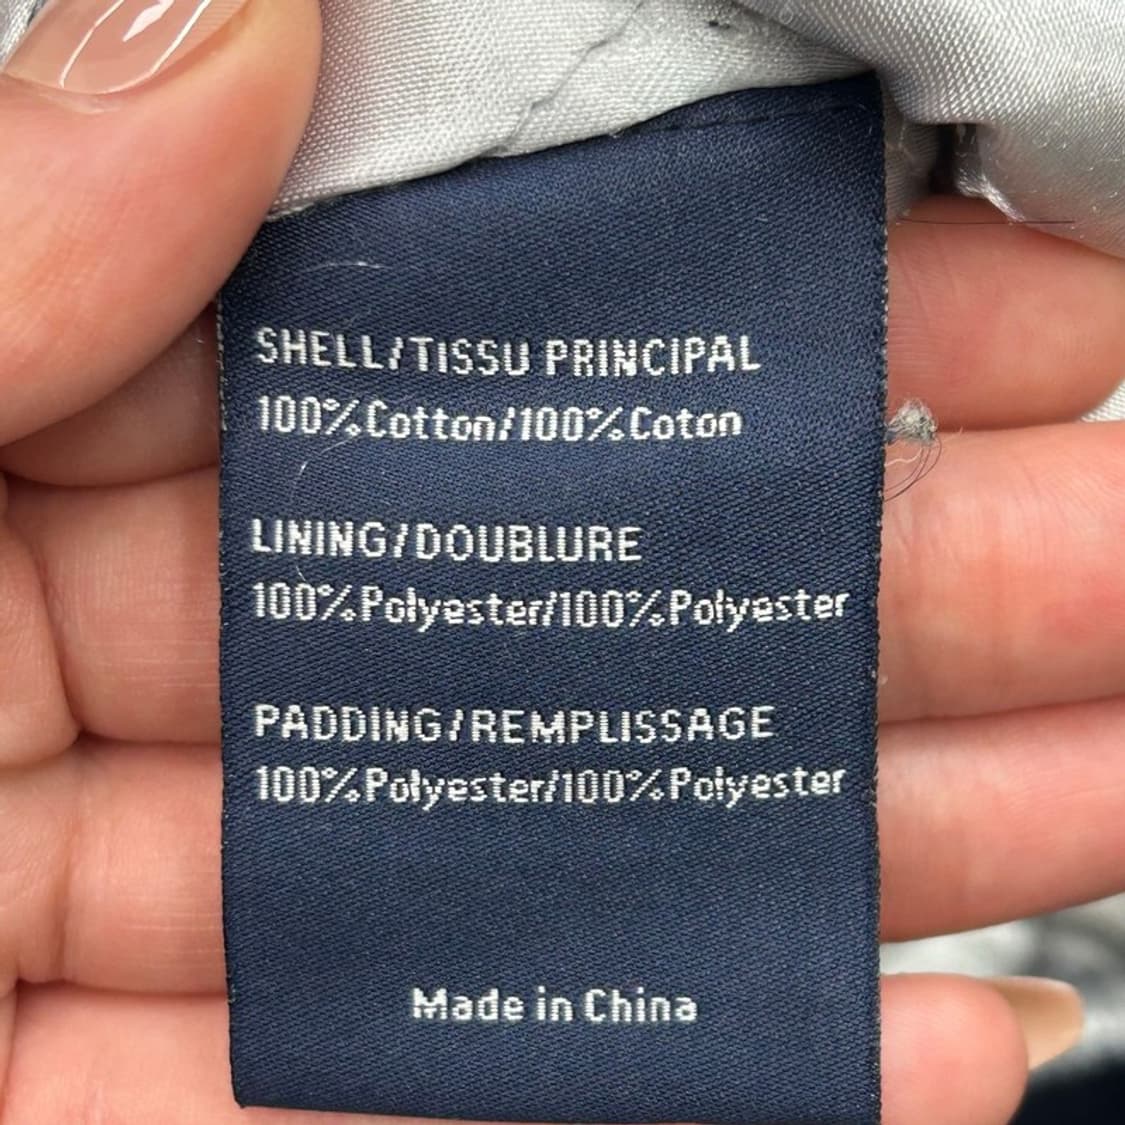 SHELL/TISSU PRINCIPAL
100%Cotton/100%Coton
LINING/DOUBLURE
100%Polyester/100%Polyester
PADDING/REMPLISSAGE
100%Polyester/100%Polyester
Made in China